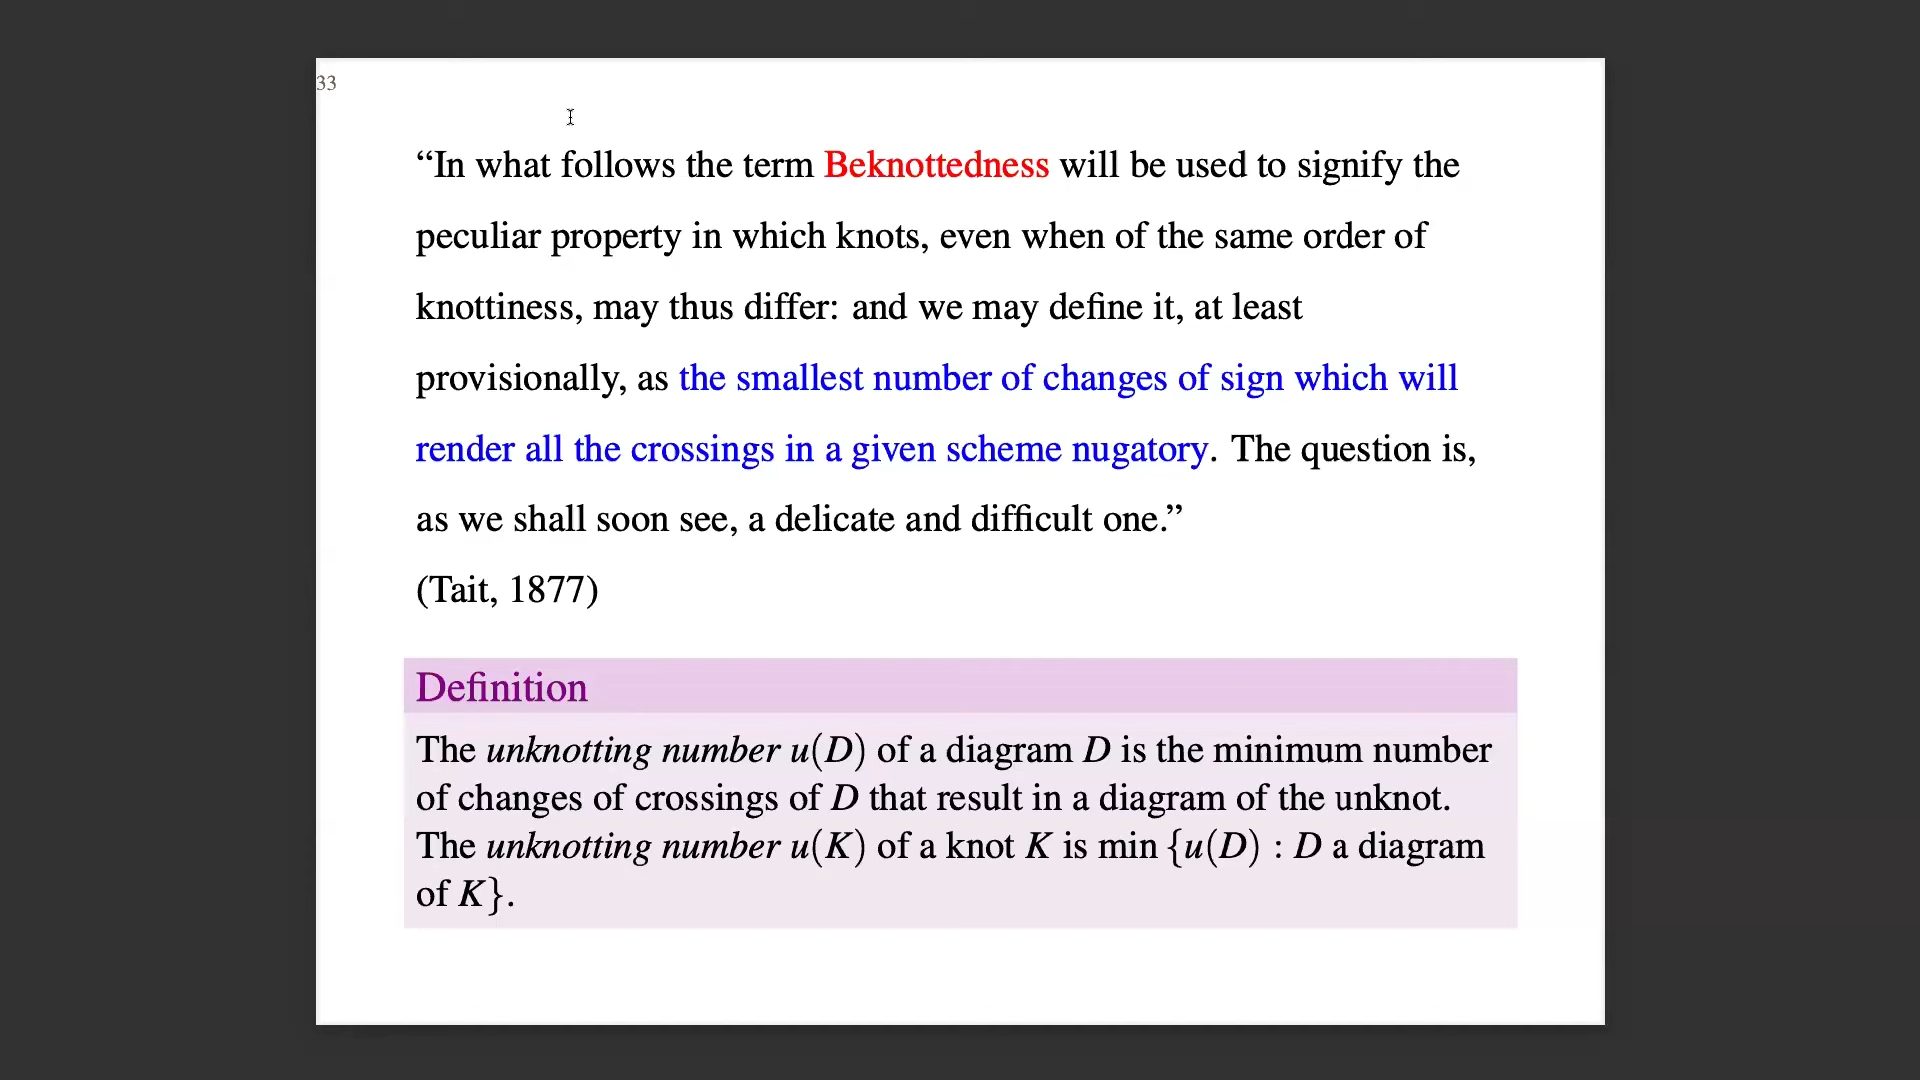 33
“In what follows the term Beknottedness will be used to signify the
peculiar property in which knots, even when of the same order of
knottiness, may thus differ: and we may define it, at least
provisionally, as the smallest number of changes of sign which will
render all the crossings in a given scheme nugatory. The question is,
as we shall soon see, a delicate and difficult one.”
(Tait, 1877)
Definition
The unknotting number u(D) of a diagram D is the minimum number
of changes of crossings of D that result in a diagram of the unknot.
The unknotting number u(K) of a knot K is min {u(D) : D a diagram
of K}.